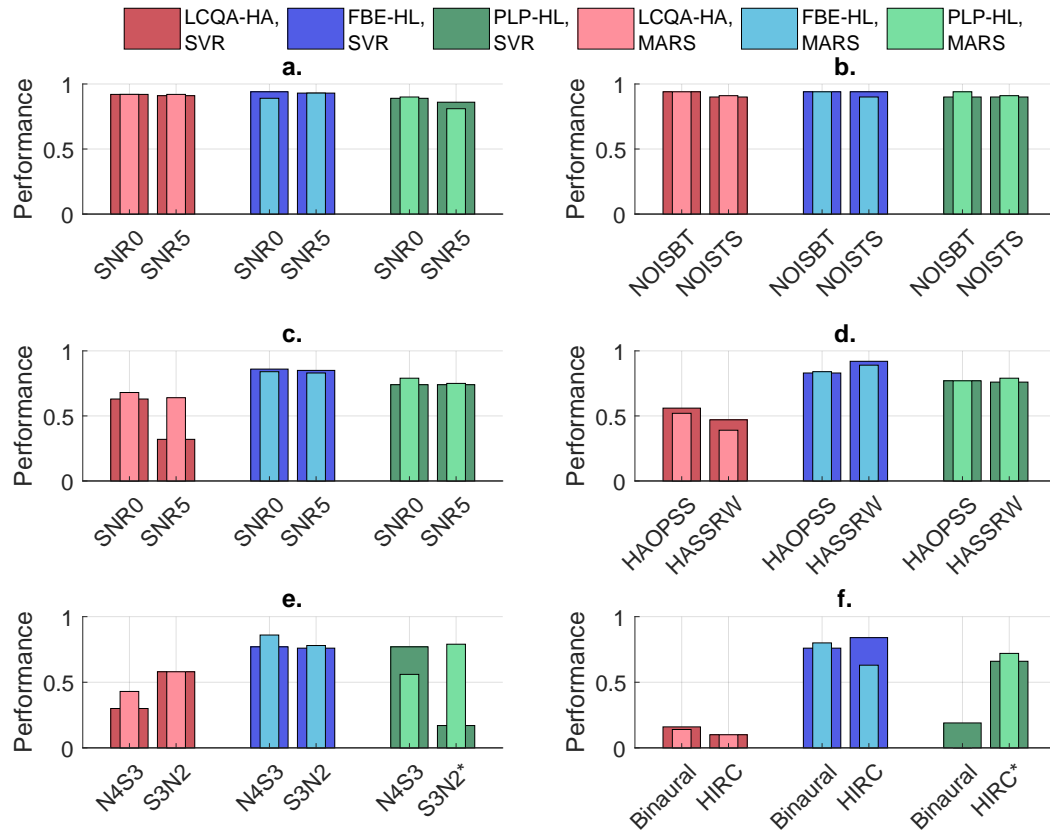 LCQA-HA, FBE-HL, PLP-HL, LCQA-HA, FBE-HL, PLP-HL,
SVR SVR SVR MARS MARS MARS
a. b.
Performance 1 0.5 0 SNR0 SNR5 SNR0 SNR5 SNR0 SNR5
Performance 1 0.5 0 NOISBT NOISTS NOISBT NOISTS NOISBT NOISTS
c. d.
Performance 1 0.5 0 SNR0 SNR5 SNR0 SNR5 SNR0 SNR5
Performance 1 0.5 0 HAOPSS HASSRW HAOPSS HASSRW HAOPSS HASSRW
e. f.
Performance 1 0.5 0 N4S3 S3N2 N4S3 S3N2 N4S3 S3N2*
Performance 1 0.5 0 Binaural HIRC Binaural HIRC Binaural HIRC*